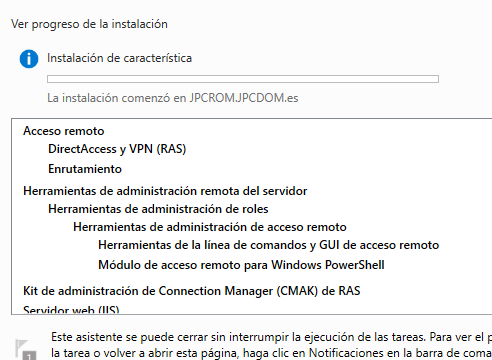 Ver progreso de la instalación
Instalación de característica
La instalación comenzó en JPCROM.JPCDOM.es
Acceso remoto
DirectAccess y VPN (RAS)
Enrutamiento
Herramientas de administración remota del servidor
Herramientas de administración de roles
Herramientas de administración de acceso remoto
Herramientas de la línea de comandos y GUI de acceso remoto
Módulo de acceso remoto para Windows PowerShell
Kit de administración de Connection Manager (CMAK) de RAS
Servidor web (IIS)
Este asistente se puede cerrar sin interrumpir la ejecución de las tareas. Para ver el p
1 la tarea o volver a abrir esta página, haga clic en Notificaciones en la barra de coma